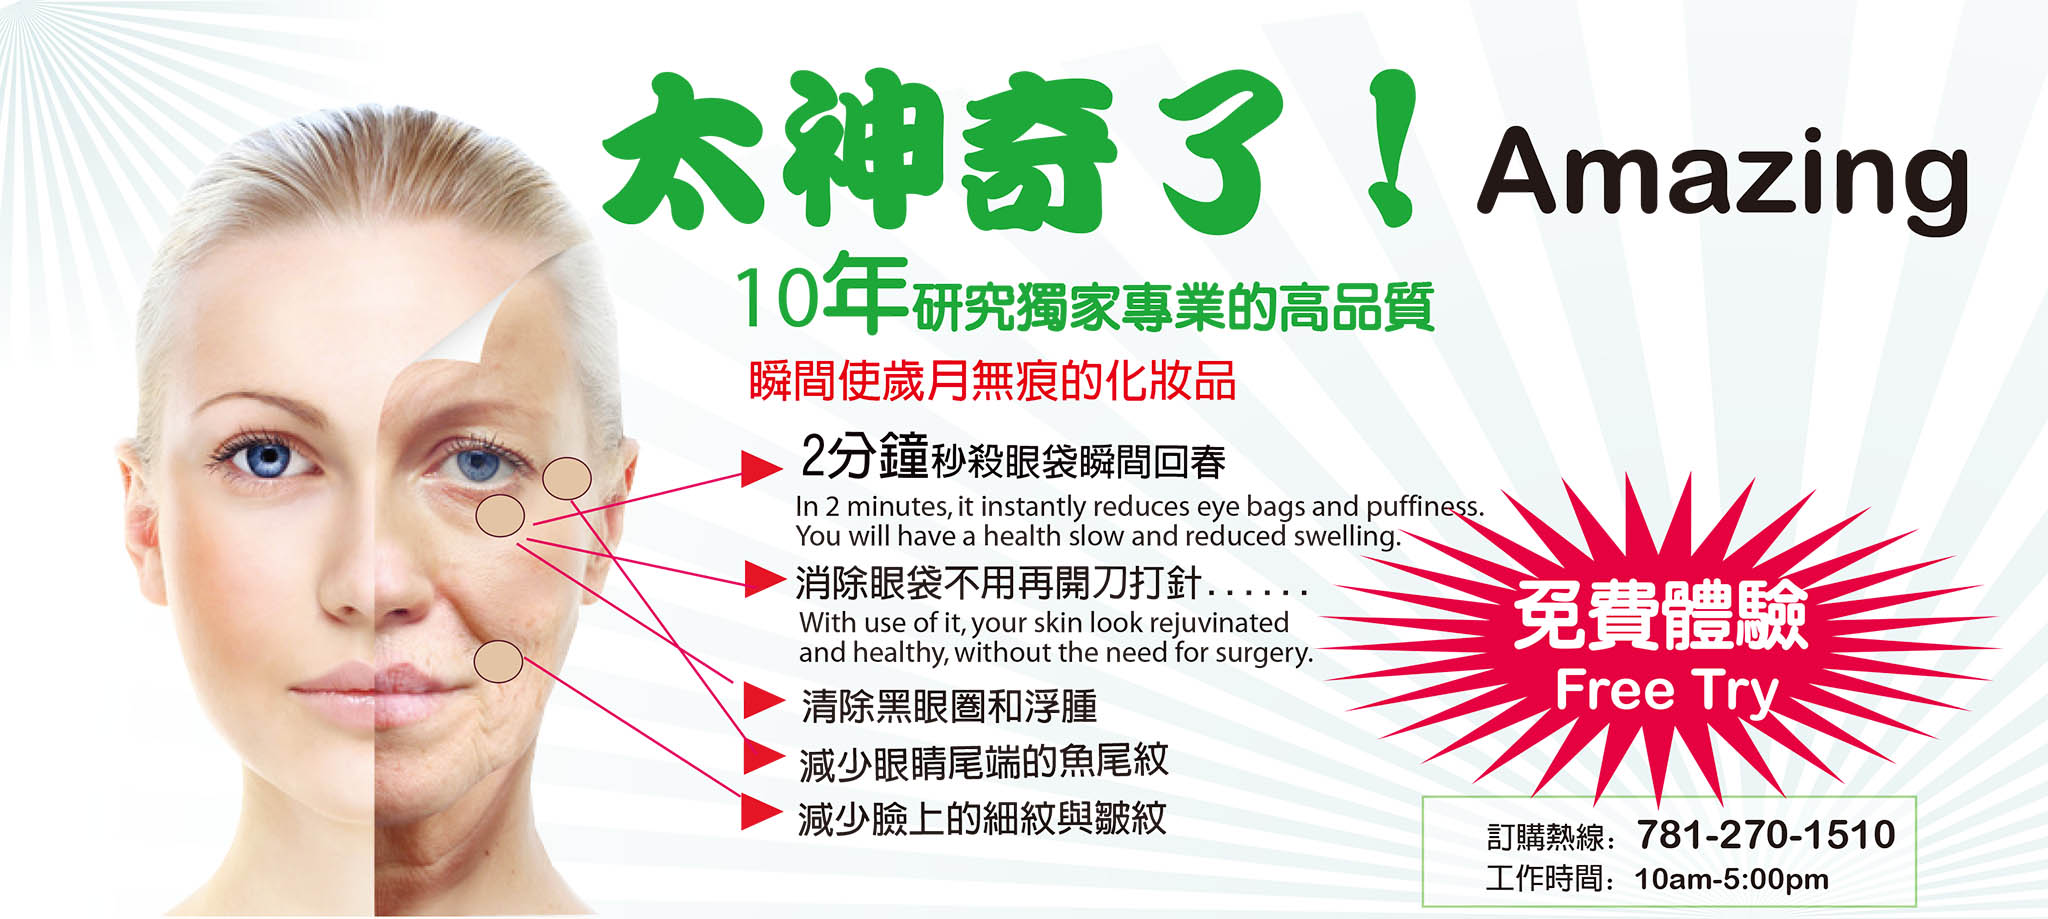 太神奇了！ Amazing
10年研究獨家專業的高品質
瞬間使歲月無痕的化妝品
2分鐘秒殺眼袋瞬間回春
In 2 minutes, it instantly reduces eye bags and puffiness.
You will have a health slow and reduced swelling.
消除眼袋不用再開刀打針......
With use of it, your skin look rejuvinated
and healthy, without the need for surgery.
清除黑眼圈和浮腫
減少眼睛尾端的魚尾紋
減少臉上的細紋與皺紋
免費體驗
Free Try
訂購熱線： 781-270-1510
工作時間：10am-5:00pm